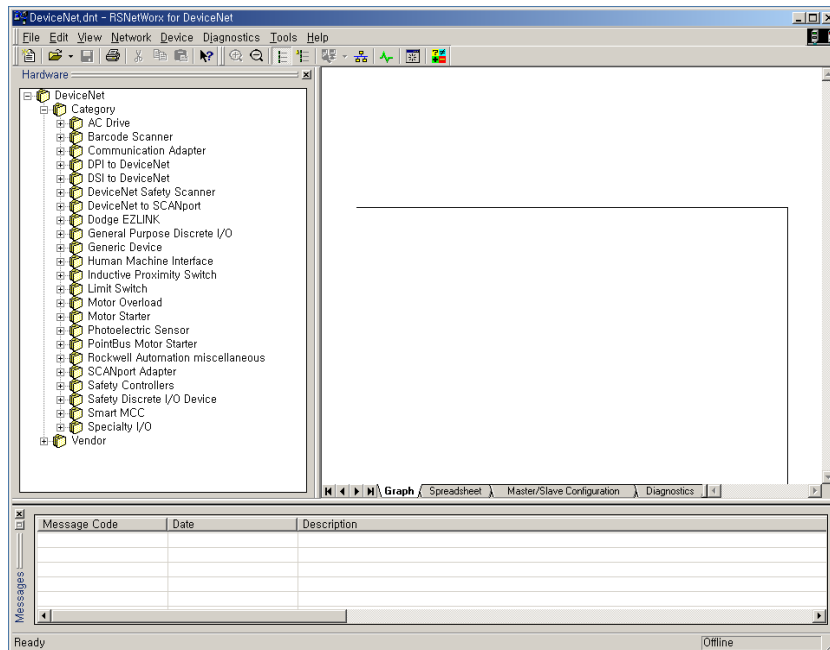 DeviceNet,dnt - RSNetWorx for DeviceNet
File Edit View Network Device Diagnostics Tools Help
Hardware
DeviceNet
Category
AC Drive
Barcode Scanner
Communication Adapter
DPI to DeviceNet
DSI to DeviceNet
DeviceNet Safety Scanner
DeviceNet to SCANport
Dodge EZLINK
General Purpose Discrete I/O
Generic Device
Human Machine Interface
Inductive Proximity Switch
Limit Switch
Motor Overload
Motor Starter
Photoelectric Sensor
PointBus Motor Starter
Rockwell Automation miscellaneous
SCANport Adapter
Safety Controllers
Safety Discrete I/O Device
Smart MCC
Specialty I/O
Vendor
Graph Spreadsheet Master/Slave Configuration Diagnostics
Messages
Message Code Date Description
Ready Offline